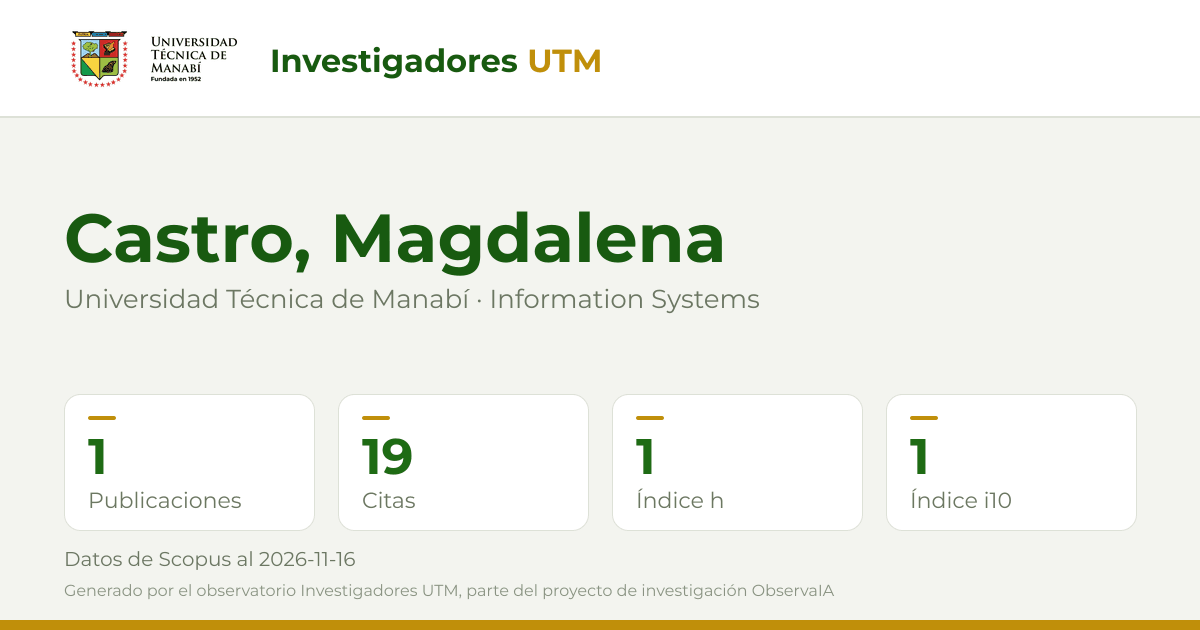 UNIVERSIDAD
TÉCNICA DE
MANABÍ
Fundada en 1952
Investigadores UTM
Castro, Magdalena
Universidad Técnica de Manabí · Information Systems
1
Publicaciones
19
Citas
1
Índice h
1
Índice i10
Datos de Scopus al 2026-11-16
Generado por el observatorio Investigadores UTM, parte del proyecto de investigación ObservaIA